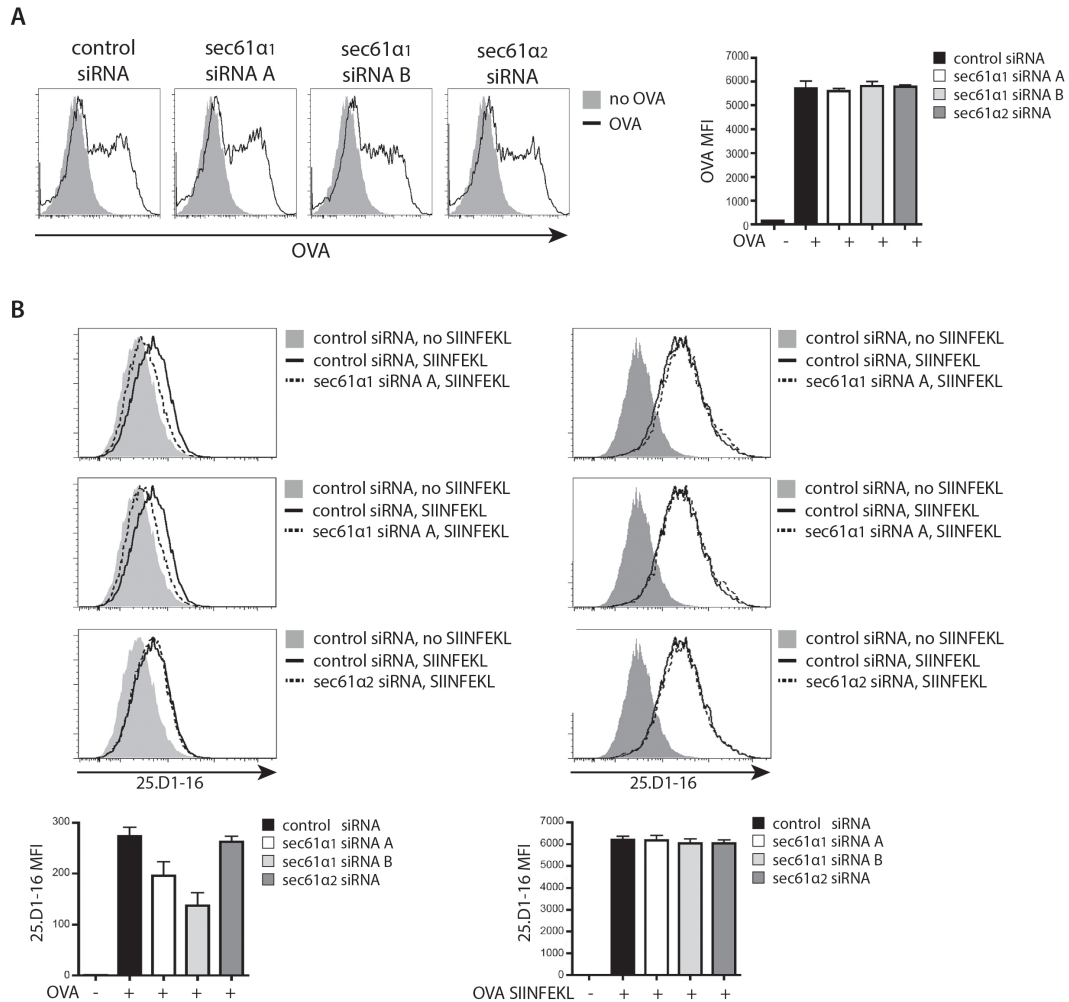 A
control
siRNA
sec61α1
siRNA A
sec61α1
siRNA B
sec61α2
siRNA
no OVA
OVA
OVA
OVA MFI
7000
6000
5000
4000
3000
2000
1000
0
OVA - + + + +
control siRNA
sec61α1 siRNA A
sec61α1 siRNA B
sec61α2 siRNA
B
control siRNA, no SIINFEKL
control siRNA, SIINFEKL
sec61α1 siRNA A, SIINFEKL
control siRNA, no SIINFEKL
control siRNA, SIINFEKL
sec61α1 siRNA A, SIINFEKL
control siRNA, no SIINFEKL
control siRNA, SIINFEKL
sec61α1 siRNA A, SIINFEKL
control siRNA, no SIINFEKL
control siRNA, SIINFEKL
sec61α1 siRNA A, SIINFEKL
control siRNA, no SIINFEKL
control siRNA, SIINFEKL
sec61α2 siRNA, SIINFEKL
control siRNA, no SIINFEKL
control siRNA, SIINFEKL
sec61α2 siRNA, SIINFEKL
25.D1-16
25.D1-16
25.D1-16 MFI
300
200
100
0
OVA - + + + +
control siRNA
sec61α1 siRNA A
sec61α1 siRNA B
sec61α2 siRNA
25.D1-16 MFI
7000
6000
5000
4000
3000
2000
1000
0
OVA SIINFEKL - + + + +
control siRNA
sec61α1 siRNA A
sec61α1 siRNA B
sec61α2 siRNA